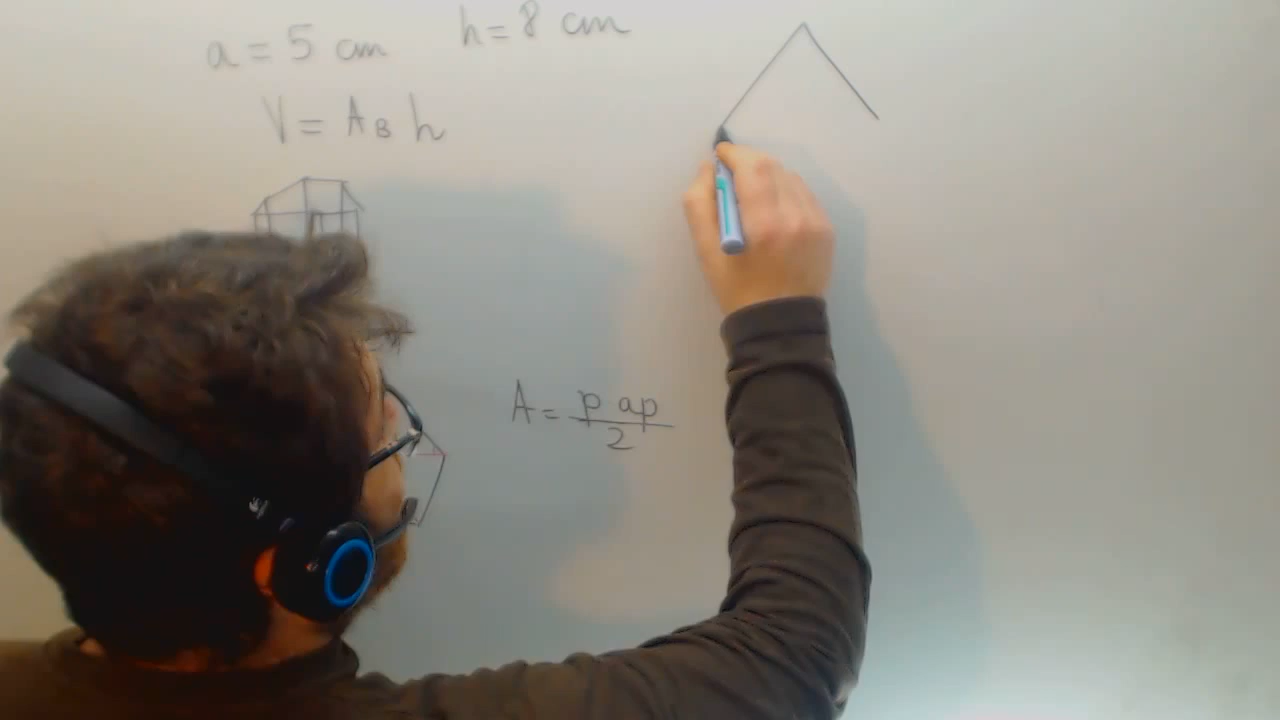 a = 5 cm h = 8 cm
V = A_B h
A = p ap / 2